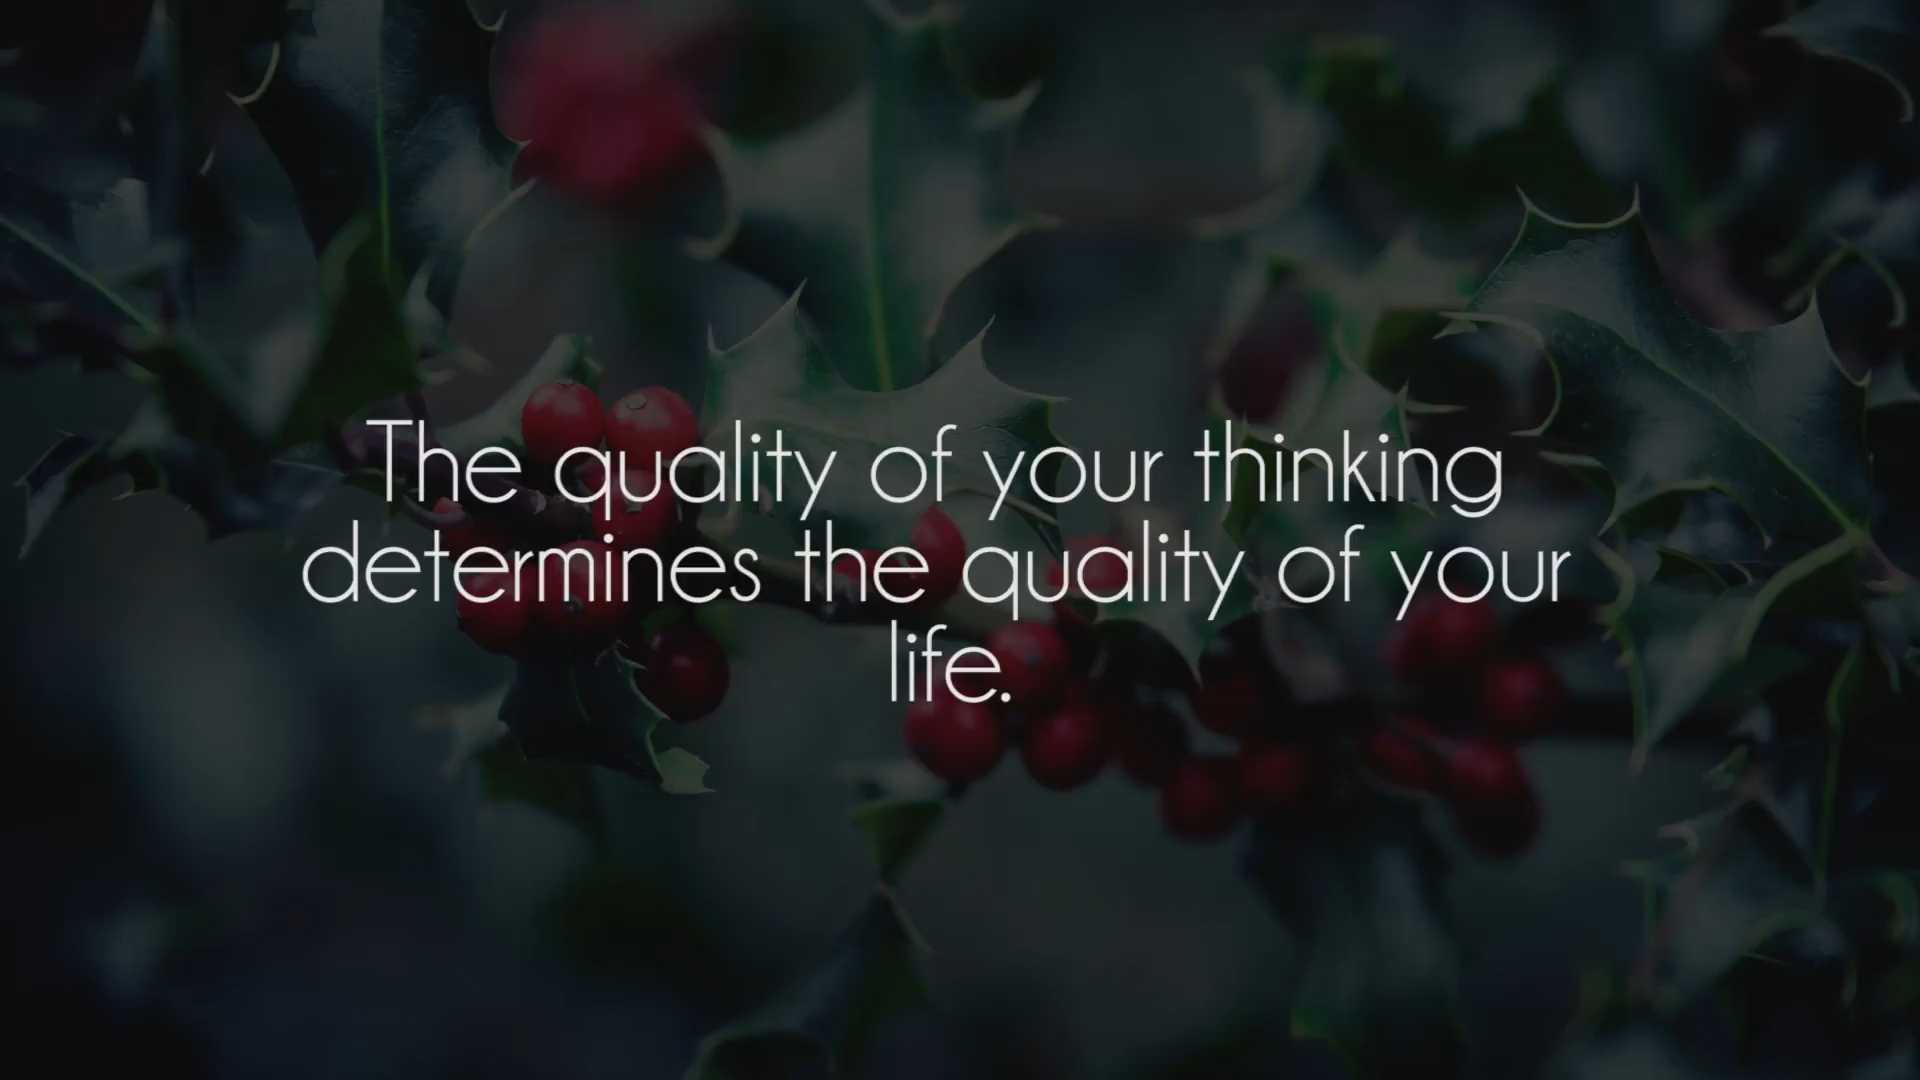 The quality of your thinking
determines the quality of your
life.